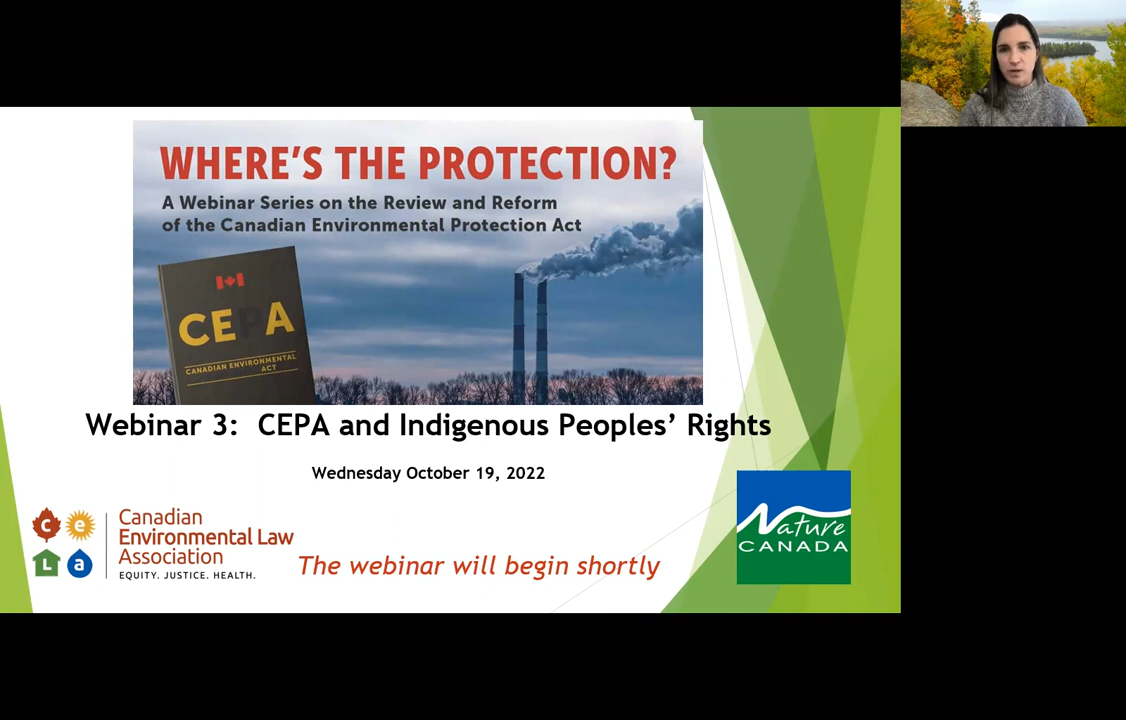 WHERE'S THE PROTECTION?
A Webinar Series on the Review and Reform
of the Canadian Environmental Protection Act
CEPA
CANADIAN ENVIRONMENTAL
ACT
Webinar 3: CEPA and Indigenous Peoples' Rights
Wednesday October 19, 2022
c e
L a
Canadian
Environmental Law
Association
EQUITY. JUSTICE. HEALTH.
The webinar will begin shortly
Nature
CANADA